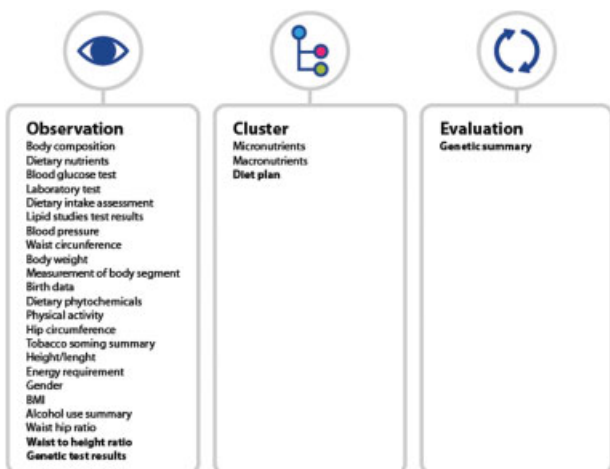 Observation
Body composition
Dietary nutrients
Blood glucose test
Laboratory test
Dietary intake assessment
Lipid studies test results
Blood pressure
Waist circunference
Body weight
Measurement of body segment
Birth data
Dietary phytochemicals
Physical activity
Hip circumference
Tobacco soming summary
Height/lenght
Energy requirement
Gender
BMI
Alcohol use summary
Waist hip ratio
Waist to height ratio
Genetic test results
Cluster
Micronutrients
Macronutrients
Diet plan
Evaluation
Genetic summary